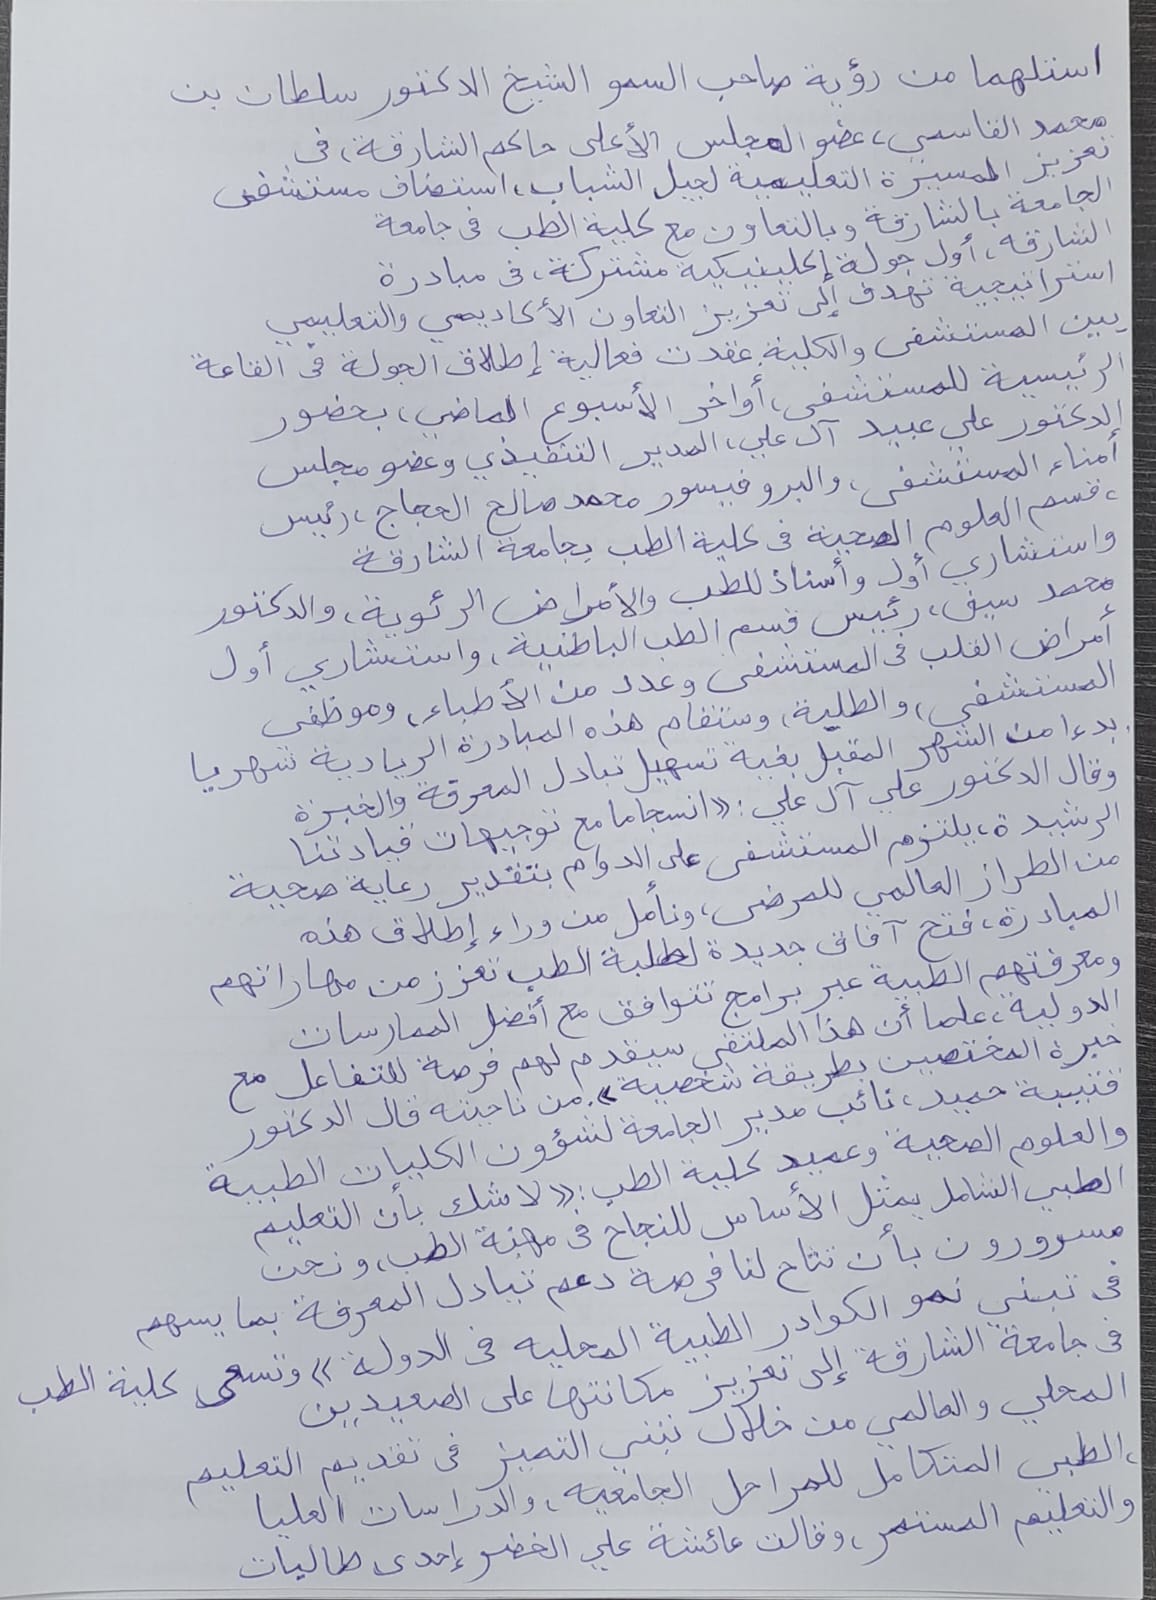 استلهما من رؤية صاحب السمو الشيخ الدكتور سلطان بن
محمد القاسمي، عضو المجلس الأعلى حاكم الشارقة، في
تعزيز المسيرة التعليمية لجيل الشباب، استضاف مستشفى
الجامعة بالشارقة وبالتعاون مع كلية الطب في جامعة
الشارقه، أول جولة إكلينيكية مشتركة، في مبادرة
استراتيجية تهدف إلى تعزيز التعاون الأكاديمي والتعليمي
بين المستشفى والكلية. عقدت فعالية إطلاق الجولة في القاعة
الرئيسية للمستشفى، أواخر الأسبوع الماضي، بحضور
الدكتور علي عبيد آل علي، المدير التنفيذي وعضو مجلس
أمناء المستشفى، والبروفيسور محمد صالح الحجاج، رئيس
، قسم العلوم الصحية في كلية الطب بجامعة الشارقة
واستشاري أول وأستاذ للطب والأمراض الرئوية، والدكتور
محمد سيف، رئيس قسم الطب الباطنية، واستشاري أول
أمراض القلب في المستشفى وعدد من الأطباء، وموظفي
المستشفى، والطلبة، وستقام هذه المبادرة الريادية شهريا
. بدءا من الشهر المقبل بغية تسهيل تبادل المعرفة والخبرة
وقال الدكتور علي آل علي: «انسجاما مع توجيهات قيادتنا
الرشيدة، يلتزم المستشفى على الدوام بتقدير رعاية صحية
من الطراز العالمي للمرضى، ونأمل من وراء إطلاق هذه
المبادرة، فتح آفاق جديدة لطلبة الطب تعزز من مهاراتهم
ومعرفتهم الطبية عبر برامج تتوافق مع أفضل الممارسات
الدولية، علما أن هذا الملتقي سيقدم لهم فرصة للتفاعل مع
خبرة المختصين بطريقة شخصية». من ناحيته قال الدكتور
قتيبة حميد، نائب مدير الجامعة لشؤون الكليات الطبية
والعلوم الصحية وعميد كلية الطب: «لا شك بأن التعليم
الطبي الشامل يمثل الأساس للنجاح في مهنة الطب، ونحن
مسرورون بأن تتاح لنا فرصة دعم تبادل المعرفة بما يسهم
في تبني نمو الكوادر الطبية المحليه في الدولة» وتسعى كلية الطب
في جامعة الشارقة إلى تعزيز مكانتها على الصعيدين
المحلي والعالمي من خلال تبني التميز في تقديم التعليم
، الطبي المتكامل للمراحل الجامعيه، والدراسات العليا
والتعليم المستمر، وقالت عائشة علي الخضر إحدى طالبات